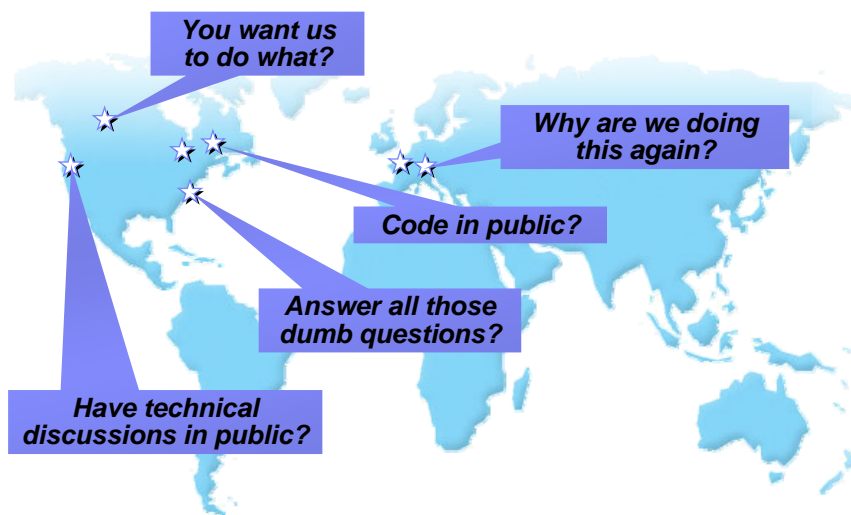 You want us
to do what?
Why are we doing
this again?
Code in public?
Answer all those
dumb questions?
Have technical
discussions in public?